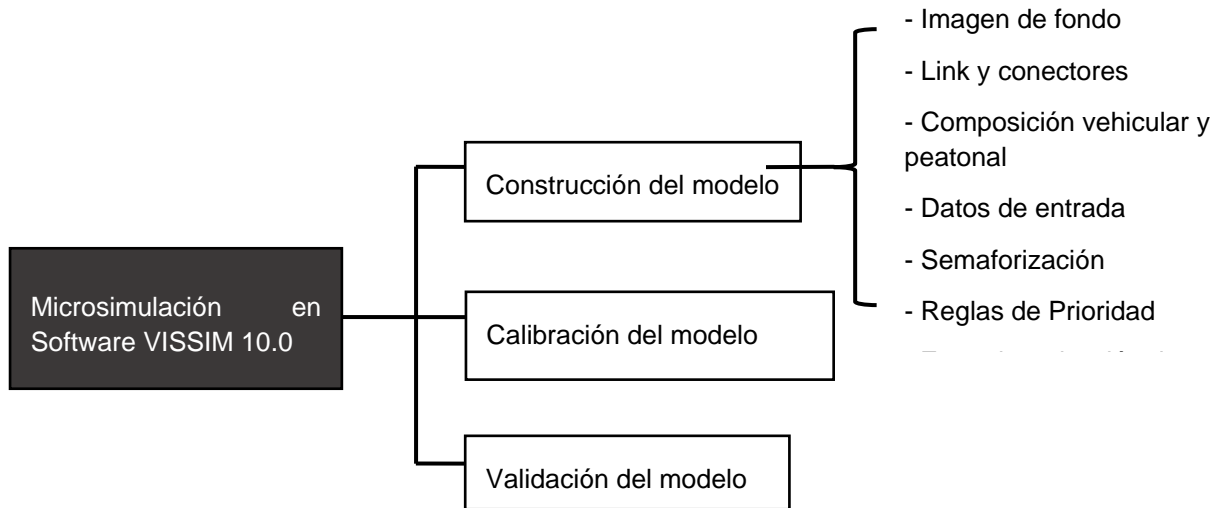 Microsimulación en
Software VISSIM 10.0
Construcción del modelo
- Imagen de fondo
- Link y conectores
- Composición vehicular y
peatonal
- Datos de entrada
- Semaforización
- Reglas de Prioridad
Calibración del modelo
Validación del modelo